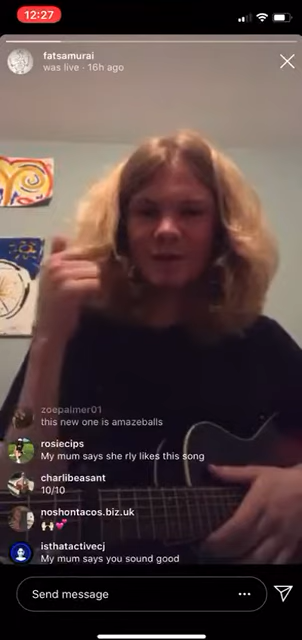 12:27
fatsamurai
was live · 16h ago
zoepalmer01
this new one is amazeballs
rosiecips
My mum says she rly likes this song
charlibeasant
10/10
noshontacos.biz.uk
🙌💕
isthatactivecj
My mum says you sound good
Send message